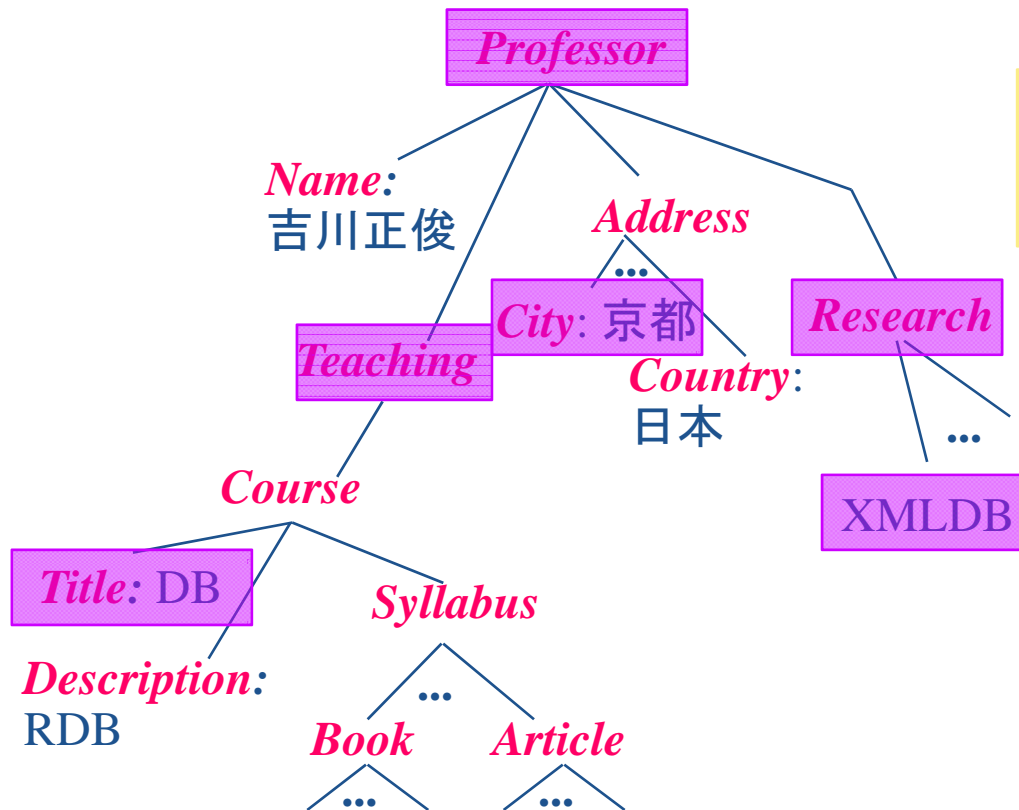 Professor
Name:
吉川正俊
Address
...
City: 京都
Research
Teaching
Country:
日本
...
Course
XMLDB
Title: DB
Syllabus
Description:
RDB
...
Book
Article
...
...